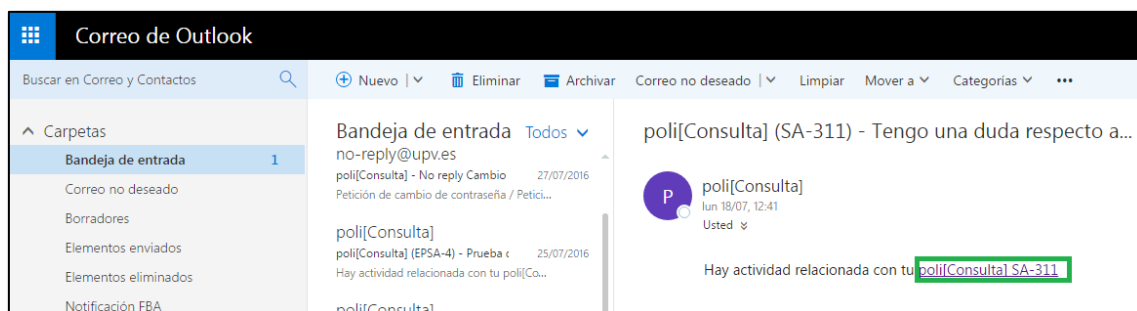 Correo de Outlook
Buscar en Correo y Contactos
Nuevo | Eliminar Archivar Correo no deseado | Limpiar Mover a Categorías •••
Carpetas
Bandeja de entrada 1
Correo no deseado
Borradores
Elementos enviados
Elementos eliminados
Notificación FBA
Bandeja de entrada Todos
no-reply@upv.es
poli[Consulta] - No reply Cambio 27/07/2016
Petición de cambio de contraseña / Petici...
poli[Consulta]
poli[Consulta] (EPSA-4) - Prueba 25/07/2016
Hay actividad relacionada con tu poli[Co...
poli[Consulta]
poli[Consulta] (SA-311) - Tengo una duda respecto a...
P
poli[Consulta]
lun 18/07, 12:41
Usted
Hay actividad relacionada con tu poli[Consulta] SA-311